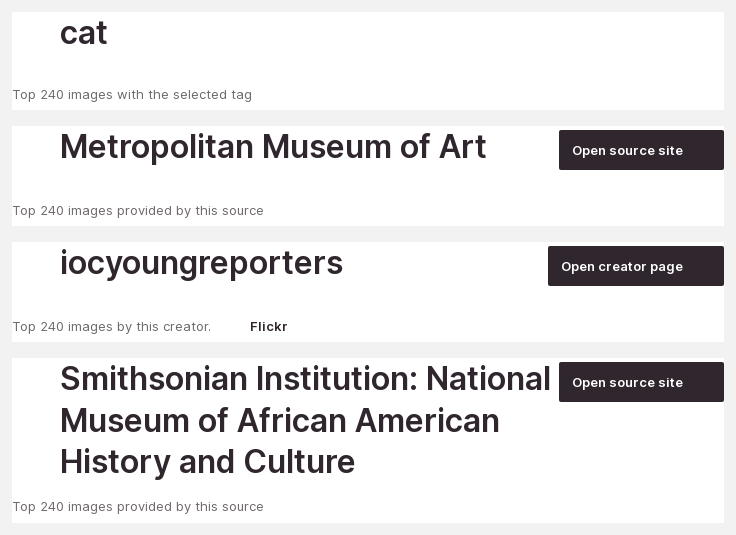 cat
Top 240 images with the selected tag
Metropolitan Museum of Art
Open source site
Top 240 images provided by this source
iocyoungreporters
Open creator page
Top 240 images by this creator.
Flickr
Smithsonian Institution: National
Open source site
Museum of African American
History and Culture
Top 240 images provided by this source